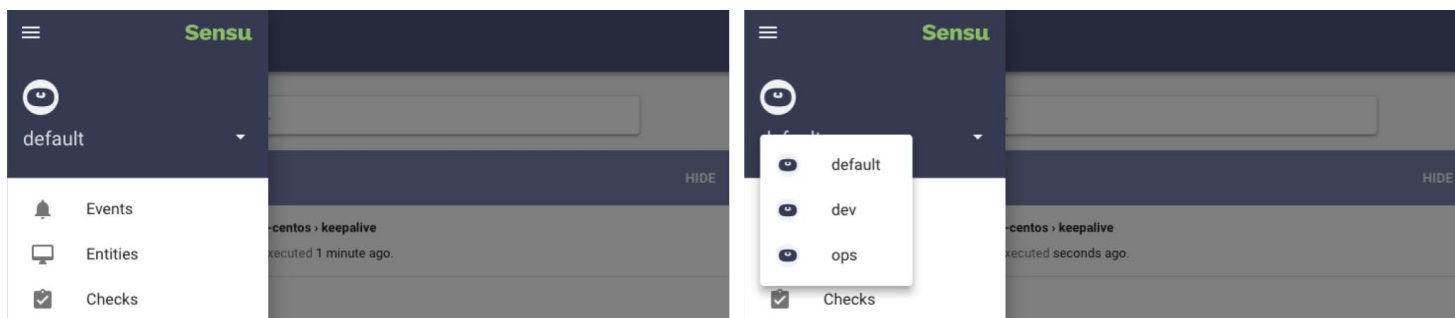 Sensu
default
HIDE
Events
-centos › keepalive
Entities
xecuted 1 minute ago.
Checks
Sensu
default
dev
ops
HIDE
-centos › keepalive
xecuted seconds ago.
Checks